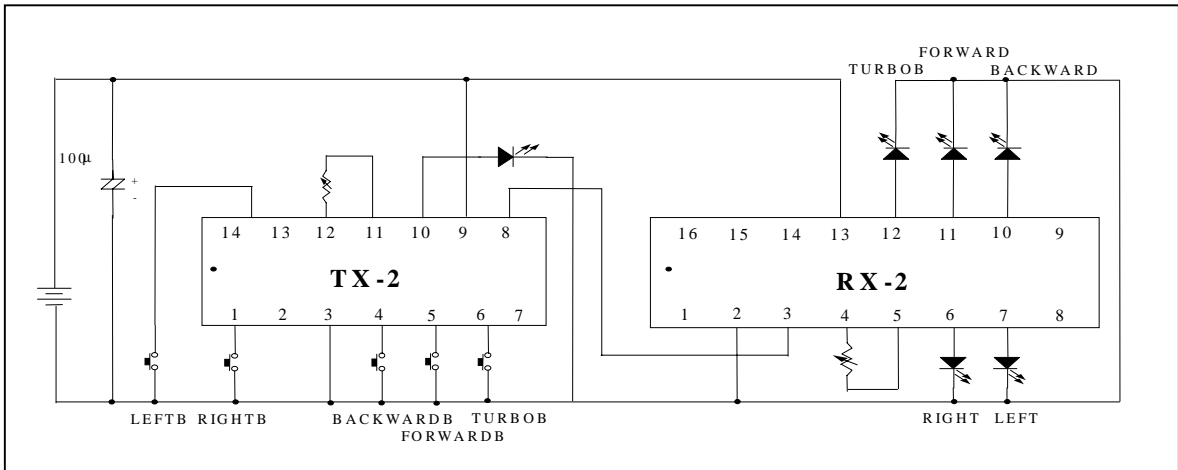 FORWARD
TURBOB BACKWARD
100µ
+
-
14 13 12 11 10 9 8
TX-2
1 2 3 4 5 6 7
16 15 14 13 12 11 10 9
RX-2
1 2 3 4 5 6 7 8
LEFTB RIGHTB BACKWARDB TURBOB
FORWARDB
RIGHT LEFT